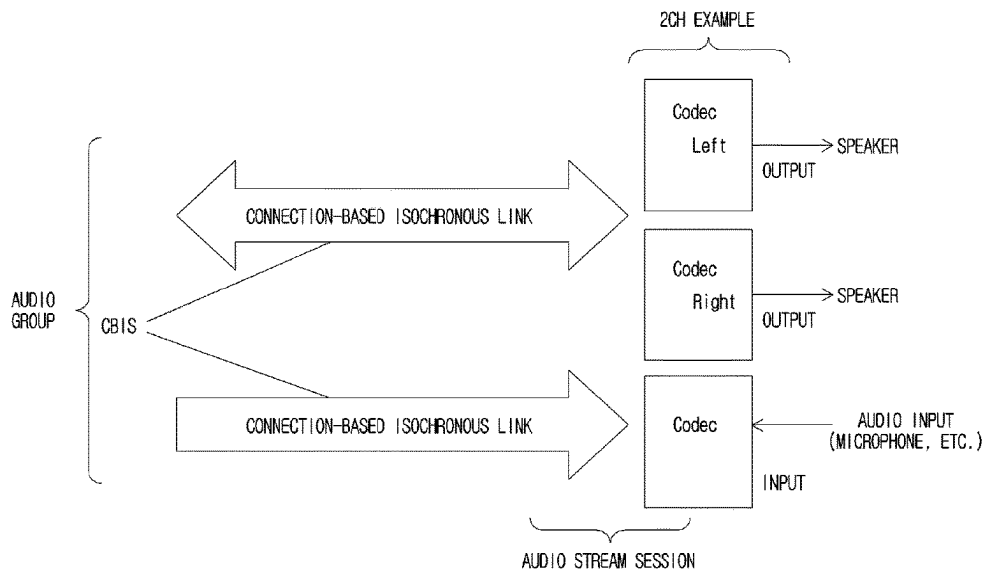 2CH EXAMPLE
Codec
Left
SPEAKER
OUTPUT
CONNECTION-BASED ISOCHRONOUS LINK
Codec
Right
SPEAKER
OUTPUT
AUDIO
GROUP
CBIS
CONNECTION-BASED ISOCHRONOUS LINK
Codec
AUDIO INPUT
(MICROPHONE, ETC.)
INPUT
AUDIO STREAM SESSION